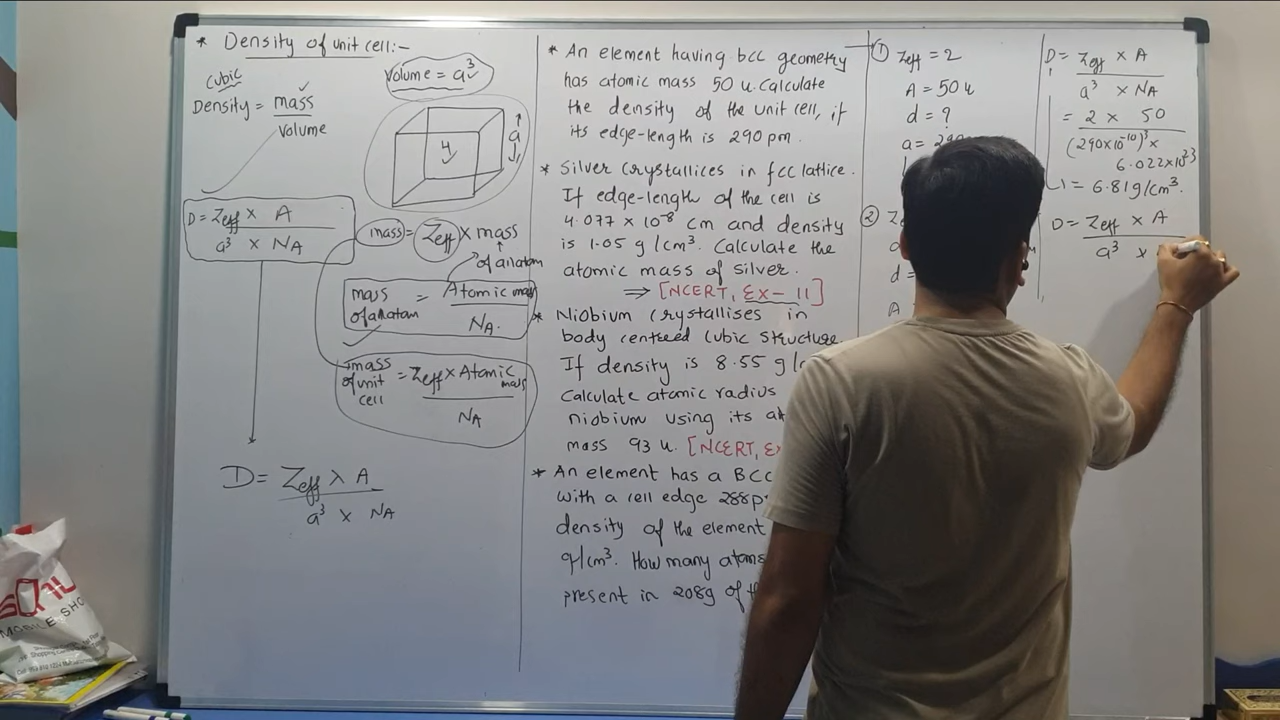 * Density of unit cell:-
cubic
Density = mass
volume
Volume = a³
a
D = Zeff × A
a³ × NA
mass = Zeff × mass
of an atom
mass of an atom = Atomic mass
NA.
mass of unit cell = Zeff × Atomic mass
NA
D = Zeff × A
a³ × NA
* An element having bcc geometry
has atomic mass 50 u. Calculate
the density of the unit cell, if
its edge-length is 290 pm.
* Silver crystallices in fcc lattice.
If edge-length of the cell is
4.077 × 10⁻⁸ cm and density
is 1.05 g/cm³. Calculate the
atomic mass of silver.
⇒ [NCERT, Ex- 11]
* Niobium crystallises in
body centred cubic structure
If density is 8.55 g/
Calculate atomic radius
niobium using its
mass 93 u. [NCERT,
* An element has a BCC
with a cell edge 288
density of the element
g/cm³. How many
present in 208g of
① Zeff = 2
A = 50 u
d = ?
a =
②
d =
A
D = Zeff × A
a³ × NA
= 2 × 50
(290×10⁻¹⁰)³ ×
6.022×10²³
= 6.81 g/cm³.
D = Zeff × A
a³ ×
SONU
MOBILE SHO